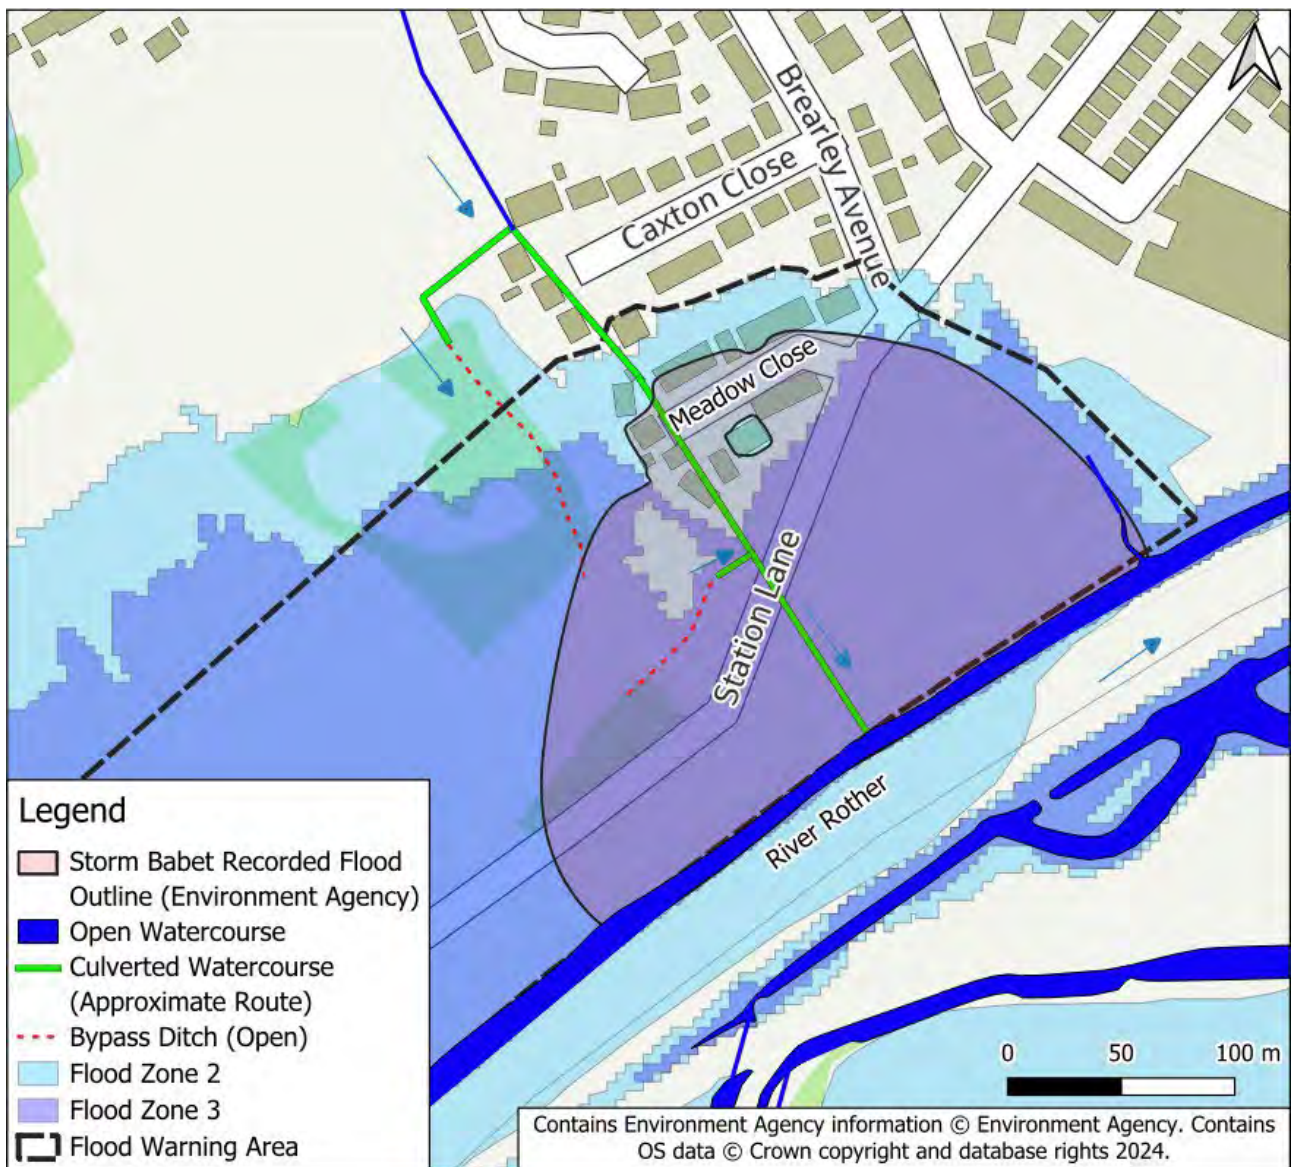 Brearley Avenue
Caxton Close
Meadow Close
Station Lane
River Rother
Legend
Storm Babet Recorded Flood
Outline (Environment Agency)
Open Watercourse
Culverted Watercourse
(Approximate Route)
Bypass Ditch (Open)
Flood Zone 2
Flood Zone 3
Flood Warning Area
0 50 100 m
Contains Environment Agency information © Environment Agency. Contains
OS data © Crown copyright and database rights 2024.